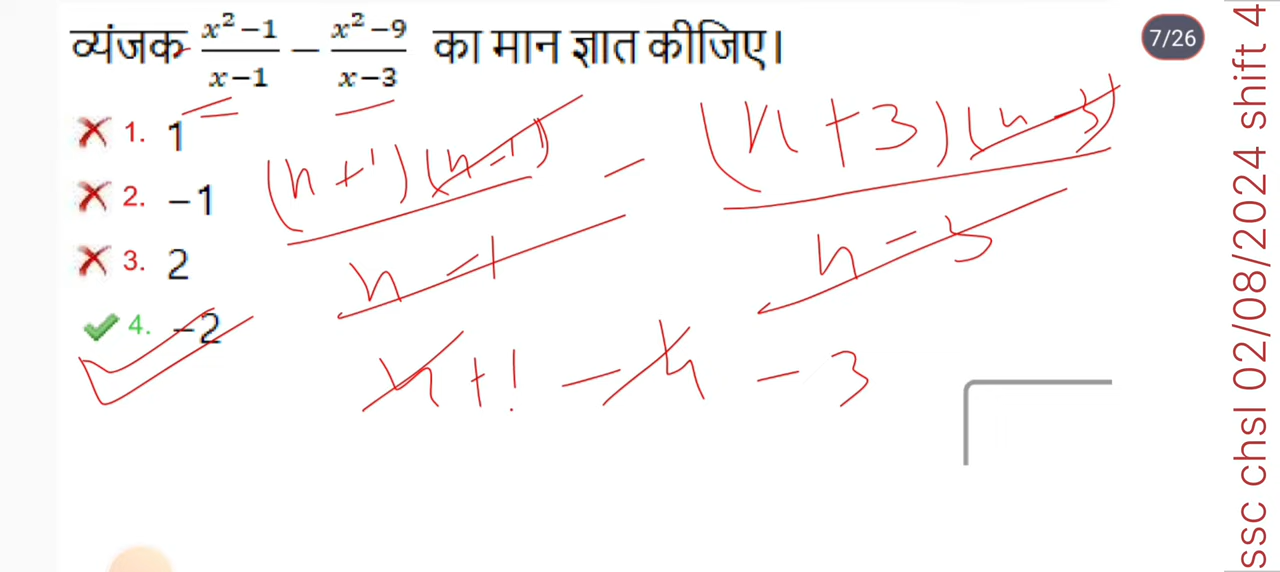 व्यंजक x² −1 / x−1 − x² −9 / x−3 का मान ज्ञात कीजिए।
7/26
1. 1
2. −1
3. 2
4. −2
(n+1)(n-1) / n-1 - (n+3)(n-3) / n-3
n+1 - n - 3
ssc chsl 02/08/2024 shift 4